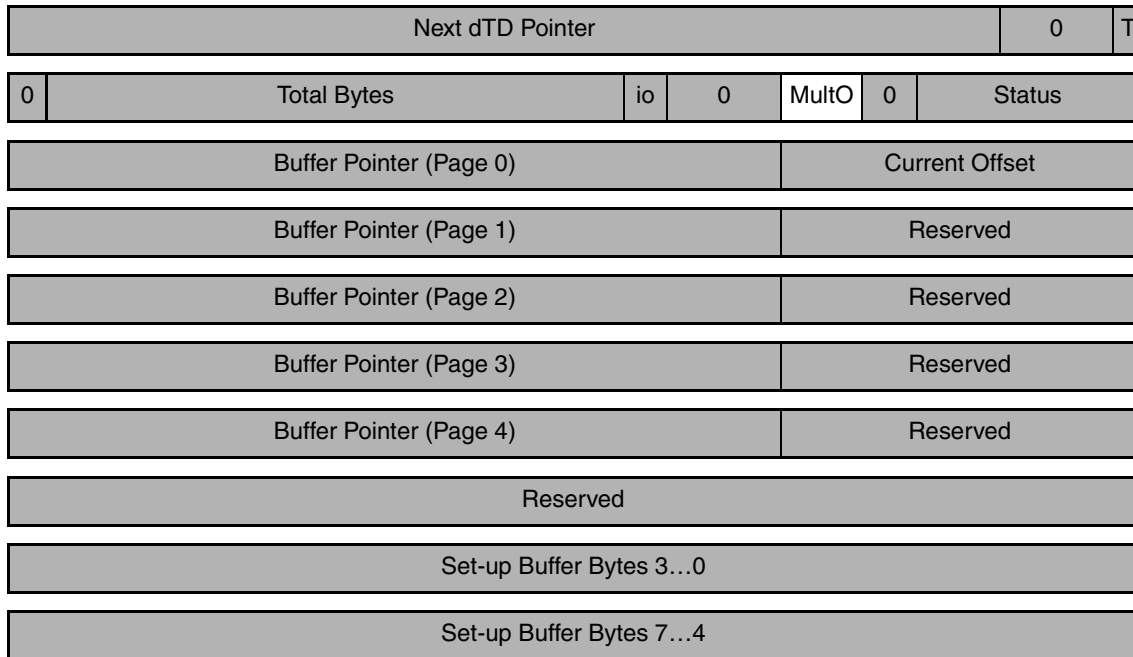 Next dTD Pointer 0 T
0 Total Bytes io 0 MultO 0 Status
Buffer Pointer (Page 0) Current Offset
Buffer Pointer (Page 1) Reserved
Buffer Pointer (Page 2) Reserved
Buffer Pointer (Page 3) Reserved
Buffer Pointer (Page 4) Reserved
Reserved
Set-up Buffer Bytes 3…0
Set-up Buffer Bytes 7…4